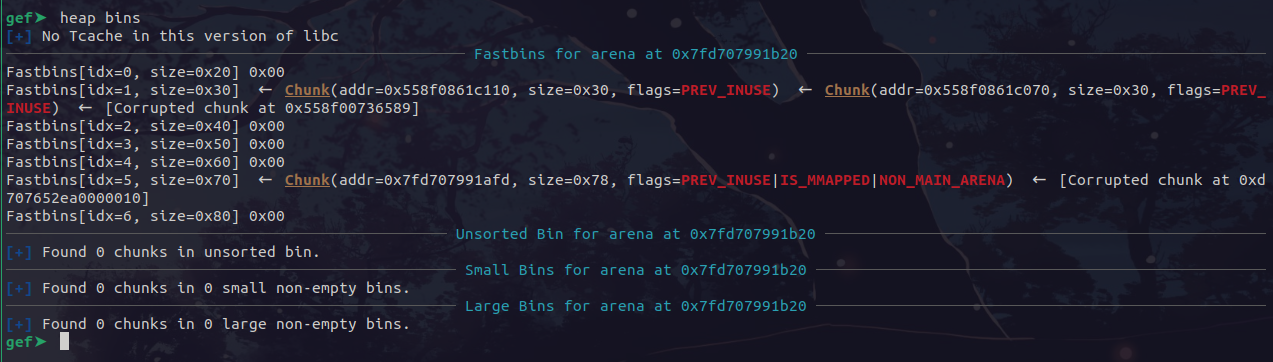 gef➤  heap bins
[+] No Tcache in this version of libc
Fastbins for arena at 0x7fd707991b20
Fastbins[idx=0, size=0x20] 0x00
Fastbins[idx=1, size=0x30]  ←  Chunk(addr=0x558f0861c110, size=0x30, flags=PREV_INUSE)  ←  Chunk(addr=0x558f0861c070, size=0x30, flags=PREV_
INUSE)  ←  [Corrupted chunk at 0x558f00736589]
Fastbins[idx=2, size=0x40] 0x00
Fastbins[idx=3, size=0x50] 0x00
Fastbins[idx=4, size=0x60] 0x00
Fastbins[idx=5, size=0x70]  ←  Chunk(addr=0x7fd707991afd, size=0x78, flags=PREV_INUSE|IS_MMAPPED|NON_MAIN_ARENA)  ←  [Corrupted chunk at 0xd
707652ea0000010]
Fastbins[idx=6, size=0x80] 0x00
Unsorted Bin for arena at 0x7fd707991b20
[+] Found 0 chunks in unsorted bin.
Small Bins for arena at 0x7fd707991b20
[+] Found 0 chunks in 0 small non-empty bins.
Large Bins for arena at 0x7fd707991b20
[+] Found 0 chunks in 0 large non-empty bins.
gef➤